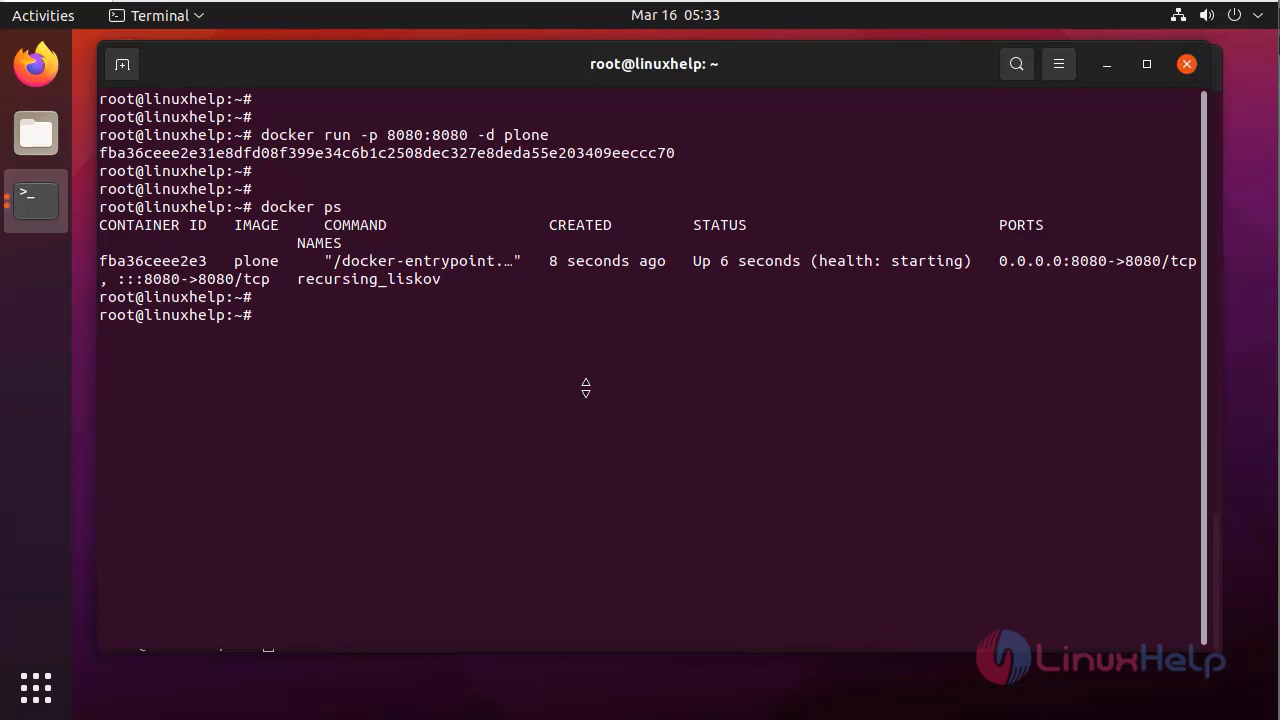 Activities Terminal Mar 16 05:33
root@linuxhelp: ~
root@linuxhelp:~#
root@linuxhelp:~#
root@linuxhelp:~# docker run -p 8080:8080 -d plone
fba36ceee2e31e8dfd08f399e34c6b1c2508dec327e8deda55e203409eeccc70
root@linuxhelp:~#
root@linuxhelp:~#
root@linuxhelp:~# docker ps
CONTAINER ID IMAGE COMMAND CREATED STATUS PORTS
NAMES
fba36ceee2e3 plone "/docker-entrypoint.…" 8 seconds ago Up 6 seconds (health: starting) 0.0.0.0:8080->8080/tcp
, :::8080->8080/tcp recursing_liskov
root@linuxhelp:~#
root@linuxhelp:~#
LinuxHelp